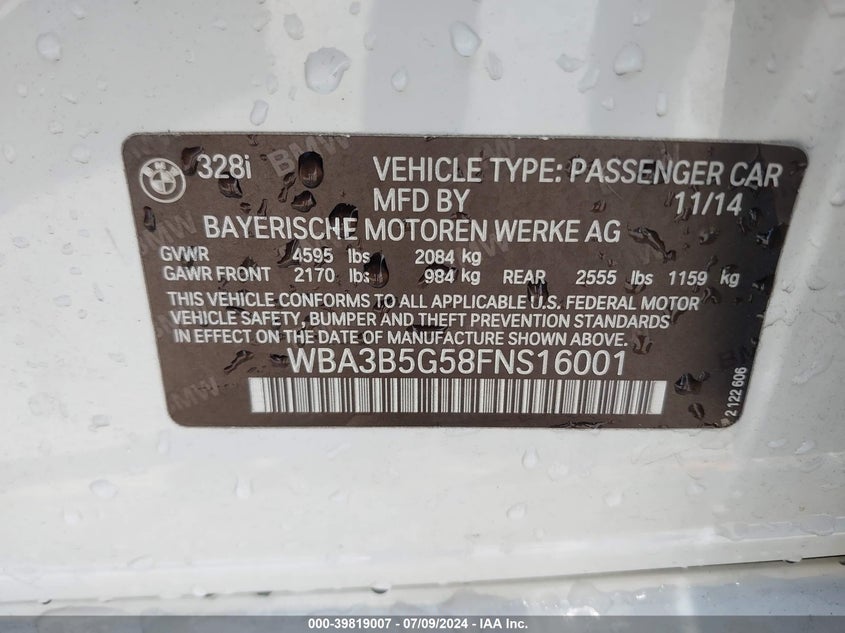 328i
VEHICLE TYPE: PASSENGER CAR
MFD BY 11/14
BAYERISCHE MOTOREN WERKE AG
GVWR 4595 lbs 2084 kg
GAWR FRONT 2170 lbs 984 kg REAR 2555 lbs 1159 kg
THIS VEHICLE CONFORMS TO ALL APPLICABLE U.S. FEDERAL MOTOR
VEHICLE SAFETY, BUMPER AND THEFT PREVENTION STANDARDS
IN EFFECT ON THE DATE OF MANUFACTURE SHOWN ABOVE.
WBA3B5G58FNS16001
2 122 606
000-39819007 / 07/09/2024 - IAA Inc.